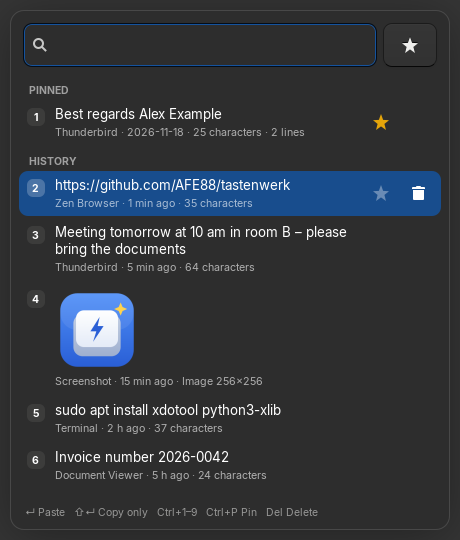 PINNED
1 Best regards Alex Example
Thunderbird · 2026-11-18 · 25 characters · 2 lines
HISTORY
2 https://github.com/AFE88/tastenwerk
Zen Browser · 1 min ago · 35 characters
3 Meeting tomorrow at 10 am in room B – please
bring the documents
Thunderbird · 5 min ago · 64 characters
4
Screenshot · 15 min ago · Image 256×256
5 sudo apt install xdotool python3-xlib
Terminal · 2 h ago · 37 characters
6 Invoice number 2026-0042
Document Viewer · 5 h ago · 24 characters
↵ Paste ⇧↵ Copy only Ctrl+1–9 Ctrl+P Pin Del Delete